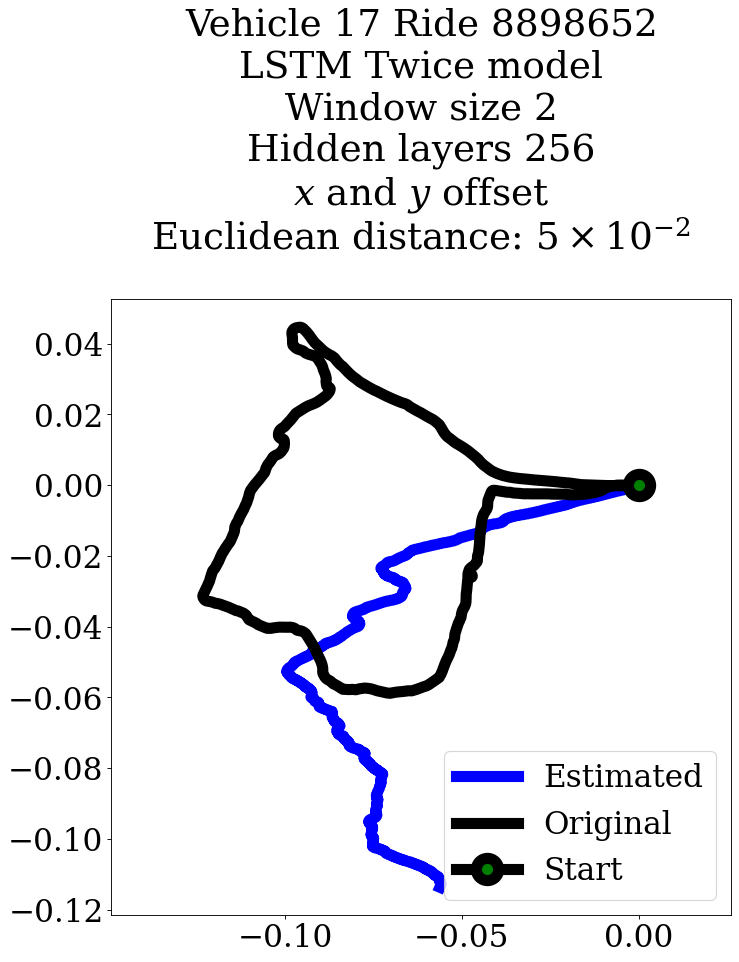 Vehicle 17 Ride 8898652
LSTM Twice model
Window size 2
Hidden layers 256
x and y offset
Euclidean distance: 5 × 10⁻²
0.04
0.02
0.00
−0.02
−0.04
−0.06
−0.08
−0.10
−0.12
Estimated
Original
Start
−0.10 −0.05 0.00